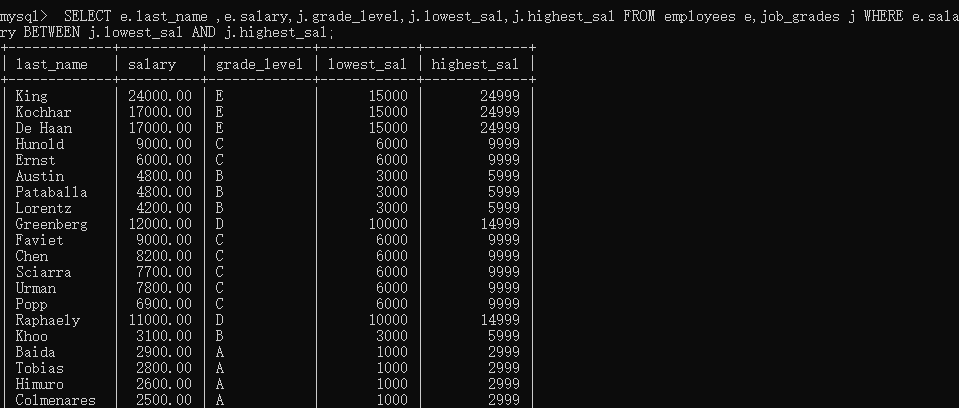 mysql>  SELECT e.last_name ,e.salary,j.grade_level,j.lowest_sal,j.highest_sal FROM employees e,job_grades j WHERE e.sala
ry BETWEEN j.lowest_sal AND j.highest_sal;
+-------------+----------+-------------+------------+-------------+
| last_name   | salary   | grade_level | lowest_sal | highest_sal |
+-------------+----------+-------------+------------+-------------+
| King        | 24000.00 | E           |      15000 |       24999 |
| Kochhar     | 17000.00 | E           |      15000 |       24999 |
| De Haan     | 17000.00 | E           |      15000 |       24999 |
| Hunold      |  9000.00 | C           |       6000 |        9999 |
| Ernst       |  6000.00 | C           |       6000 |        9999 |
| Austin      |  4800.00 | B           |       3000 |        5999 |
| Pataballa   |  4800.00 | B           |       3000 |        5999 |
| Lorentz     |  4200.00 | B           |       3000 |        5999 |
| Greenberg   | 12000.00 | D           |      10000 |       14999 |
| Faviet      |  9000.00 | C           |       6000 |        9999 |
| Chen        |  8200.00 | C           |       6000 |        9999 |
| Sciarra     |  7700.00 | C           |       6000 |        9999 |
| Urman       |  7800.00 | C           |       6000 |        9999 |
| Popp        |  6900.00 | C           |       6000 |        9999 |
| Raphaely    | 11000.00 | D           |      10000 |       14999 |
| Khoo        |  3100.00 | B           |       3000 |        5999 |
| Baida       |  2900.00 | A           |       1000 |        2999 |
| Tobias      |  2800.00 | A           |       1000 |        2999 |
| Himuro      |  2600.00 | A           |       1000 |        2999 |
| Colmenares  |  2500.00 | A           |       1000 |        2999 |